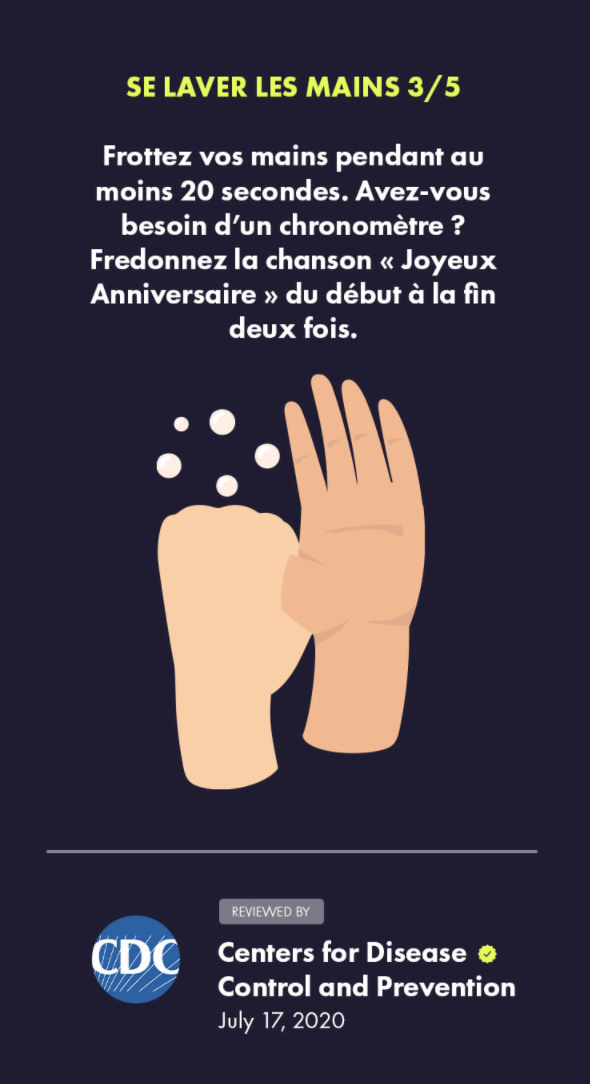 SE LAVER LES MAINS 3/5
Frottez vos mains pendant au
moins 20 secondes. Avez-vous
besoin d’un chronomètre ?
Fredonnez la chanson « Joyeux
Anniversaire » du début à la fin
deux fois.
REVIEWED BY
CDC
Centers for Disease
Control and Prevention
July 17, 2020